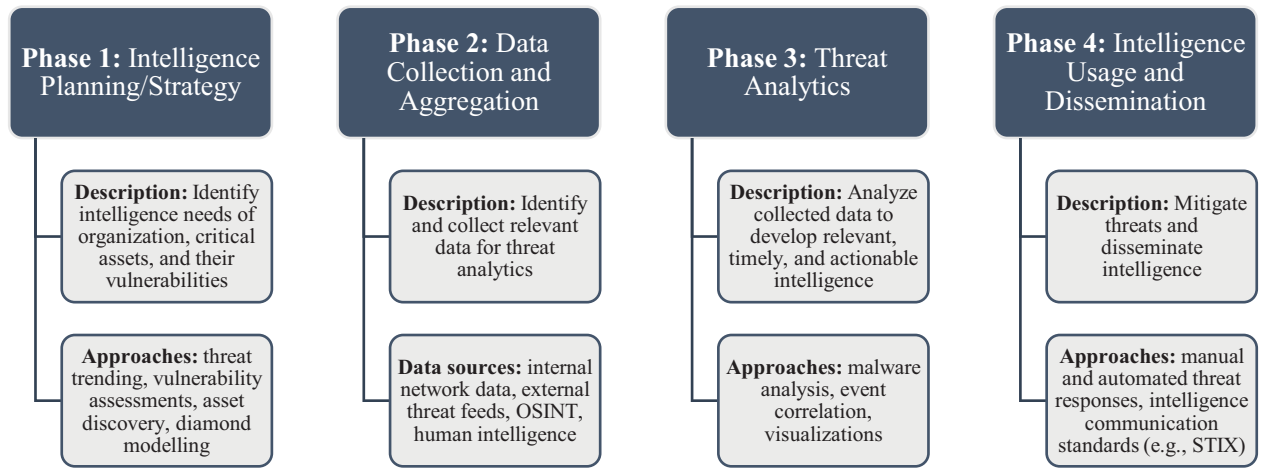 Phase 1: Intelligence
Planning/Strategy
Description: Identify
intelligence needs of
organization, critical
assets, and their
vulnerabilities
Approaches: threat
trending, vulnerability
assessments, asset
discovery, diamond
modelling
Phase 2: Data
Collection and
Aggregation
Description: Identify
and collect relevant
data for threat
analytics
Data sources: internal
network data, external
threat feeds, OSINT,
human intelligence
Phase 3: Threat
Analytics
Description: Analyze
collected data to
develop relevant,
timely, and actionable
intelligence
Approaches: malware
analysis, event
correlation,
visualizations
Phase 4: Intelligence
Usage and
Dissemination
Description: Mitigate
threats and
disseminate
intelligence
Approaches: manual
and automated threat
responses, intelligence
communication
standards (e.g., STIX)